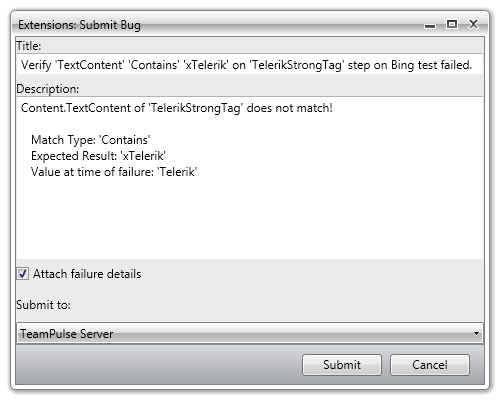 Extensions: Submit Bug
Title:
Verify 'TextContent' 'Contains' 'xTelerik' on 'TelerikStrongTag' step on Bing test failed.
Description:
Content.TextContent of 'TelerikStrongTag' does not match!
Match Type: 'Contains'
Expected Result: 'xTelerik'
Value at time of failure: 'Telerik'
Attach failure details
Submit to:
TeamPulse Server
Submit
Cancel